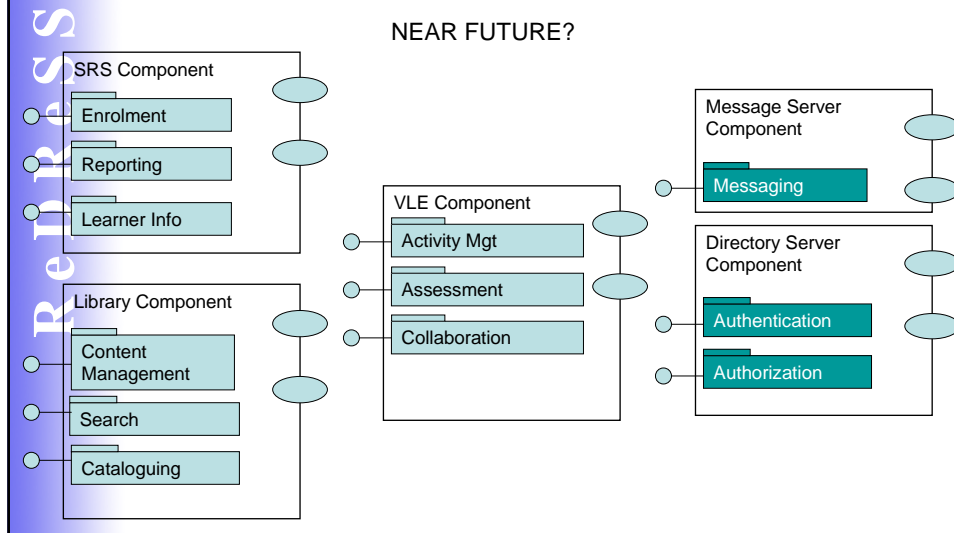 ReDReSS
NEAR FUTURE?
SRS Component
Enrolment
Reporting
Learner Info
Library Component
Content
Management
Search
Cataloguing
VLE Component
Activity Mgt
Assessment
Collaboration
Message Server
Component
Messaging
Directory Server
Component
Authentication
Authorization